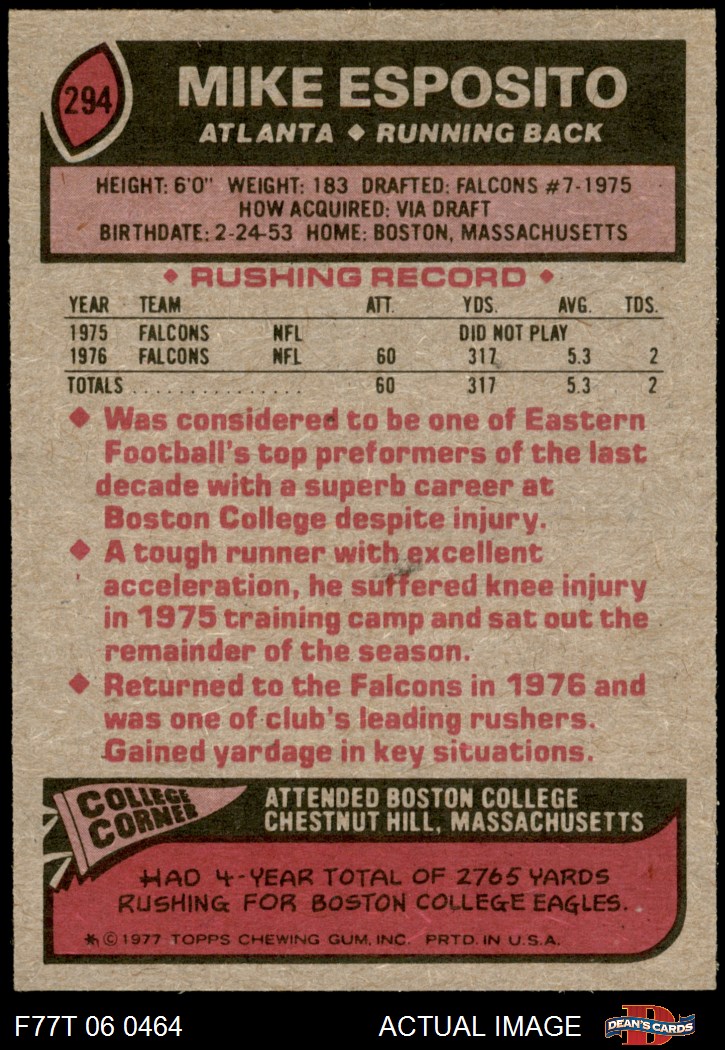 294
MIKE ESPOSITO
ATLANTA ◆ RUNNING BACK
HEIGHT: 6'0" WEIGHT: 183 DRAFTED: FALCONS #7-1975
HOW ACQUIRED: VIA DRAFT
BIRTHDATE: 2-24-53 HOME: BOSTON, MASSACHUSETTS
◆ RUSHING RECORD ◆
YEAR TEAM ATT. YDS. AVG. TDS.
1975 FALCONS NFL DID NOT PLAY
1976 FALCONS NFL 60 317 5.3 2
TOTALS . . . . . . . . . . . . . . . . 60 317 5.3 2
◆ Was considered to be one of Eastern
Football's top preformers of the last
decade with a superb career at
Boston College despite injury.
◆ A tough runner with excellent
acceleration, he suffered knee injury
in 1975 training camp and sat out the
remainder of the season.
◆ Returned to the Falcons in 1976 and
was one of club's leading rushers.
Gained yardage in key situations.
COLLEGE
CORNER
ATTENDED BOSTON COLLEGE
CHESTNUT HILL, MASSACHUSETTS
HAD 4-YEAR TOTAL OF 2765 YARDS
RUSHING FOR BOSTON COLLEGE EAGLES.
* © 1977 TOPPS CHEWING GUM, INC. PRTD. IN U.S.A.
F77T 06 0464 ACTUAL IMAGE
D
DEAN'S CARDS